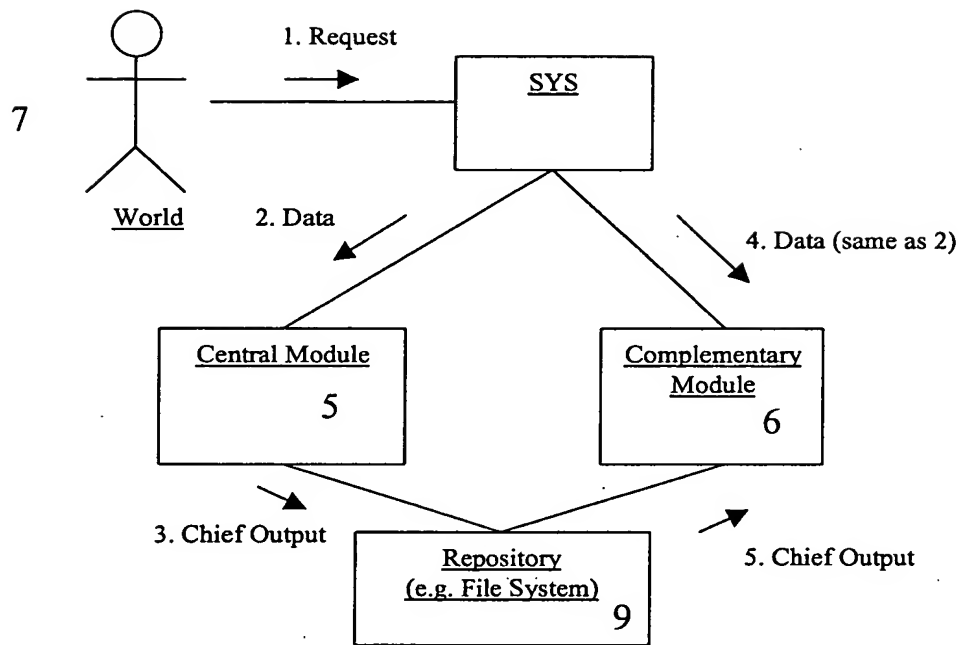 1. Request
SYS
7
World
2. Data
4. Data (same as 2)
Central Module
5
Complementary
Module
6
3. Chief Output
5. Chief Output
Repository
(e.g. File System)
9